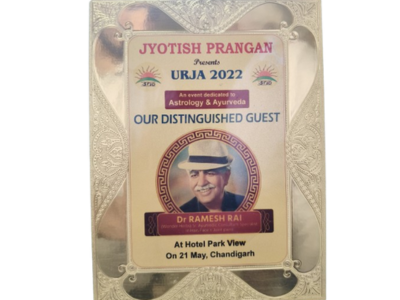 JYOTISH PRANGAN
Presents
URJA 2022
An event dedicated to
Astrology & Ayurveda
OUR DISTINGUISHED GUEST
Dr RAMESH RAI
At Hotel Park View
On 21 May, Chandigarh